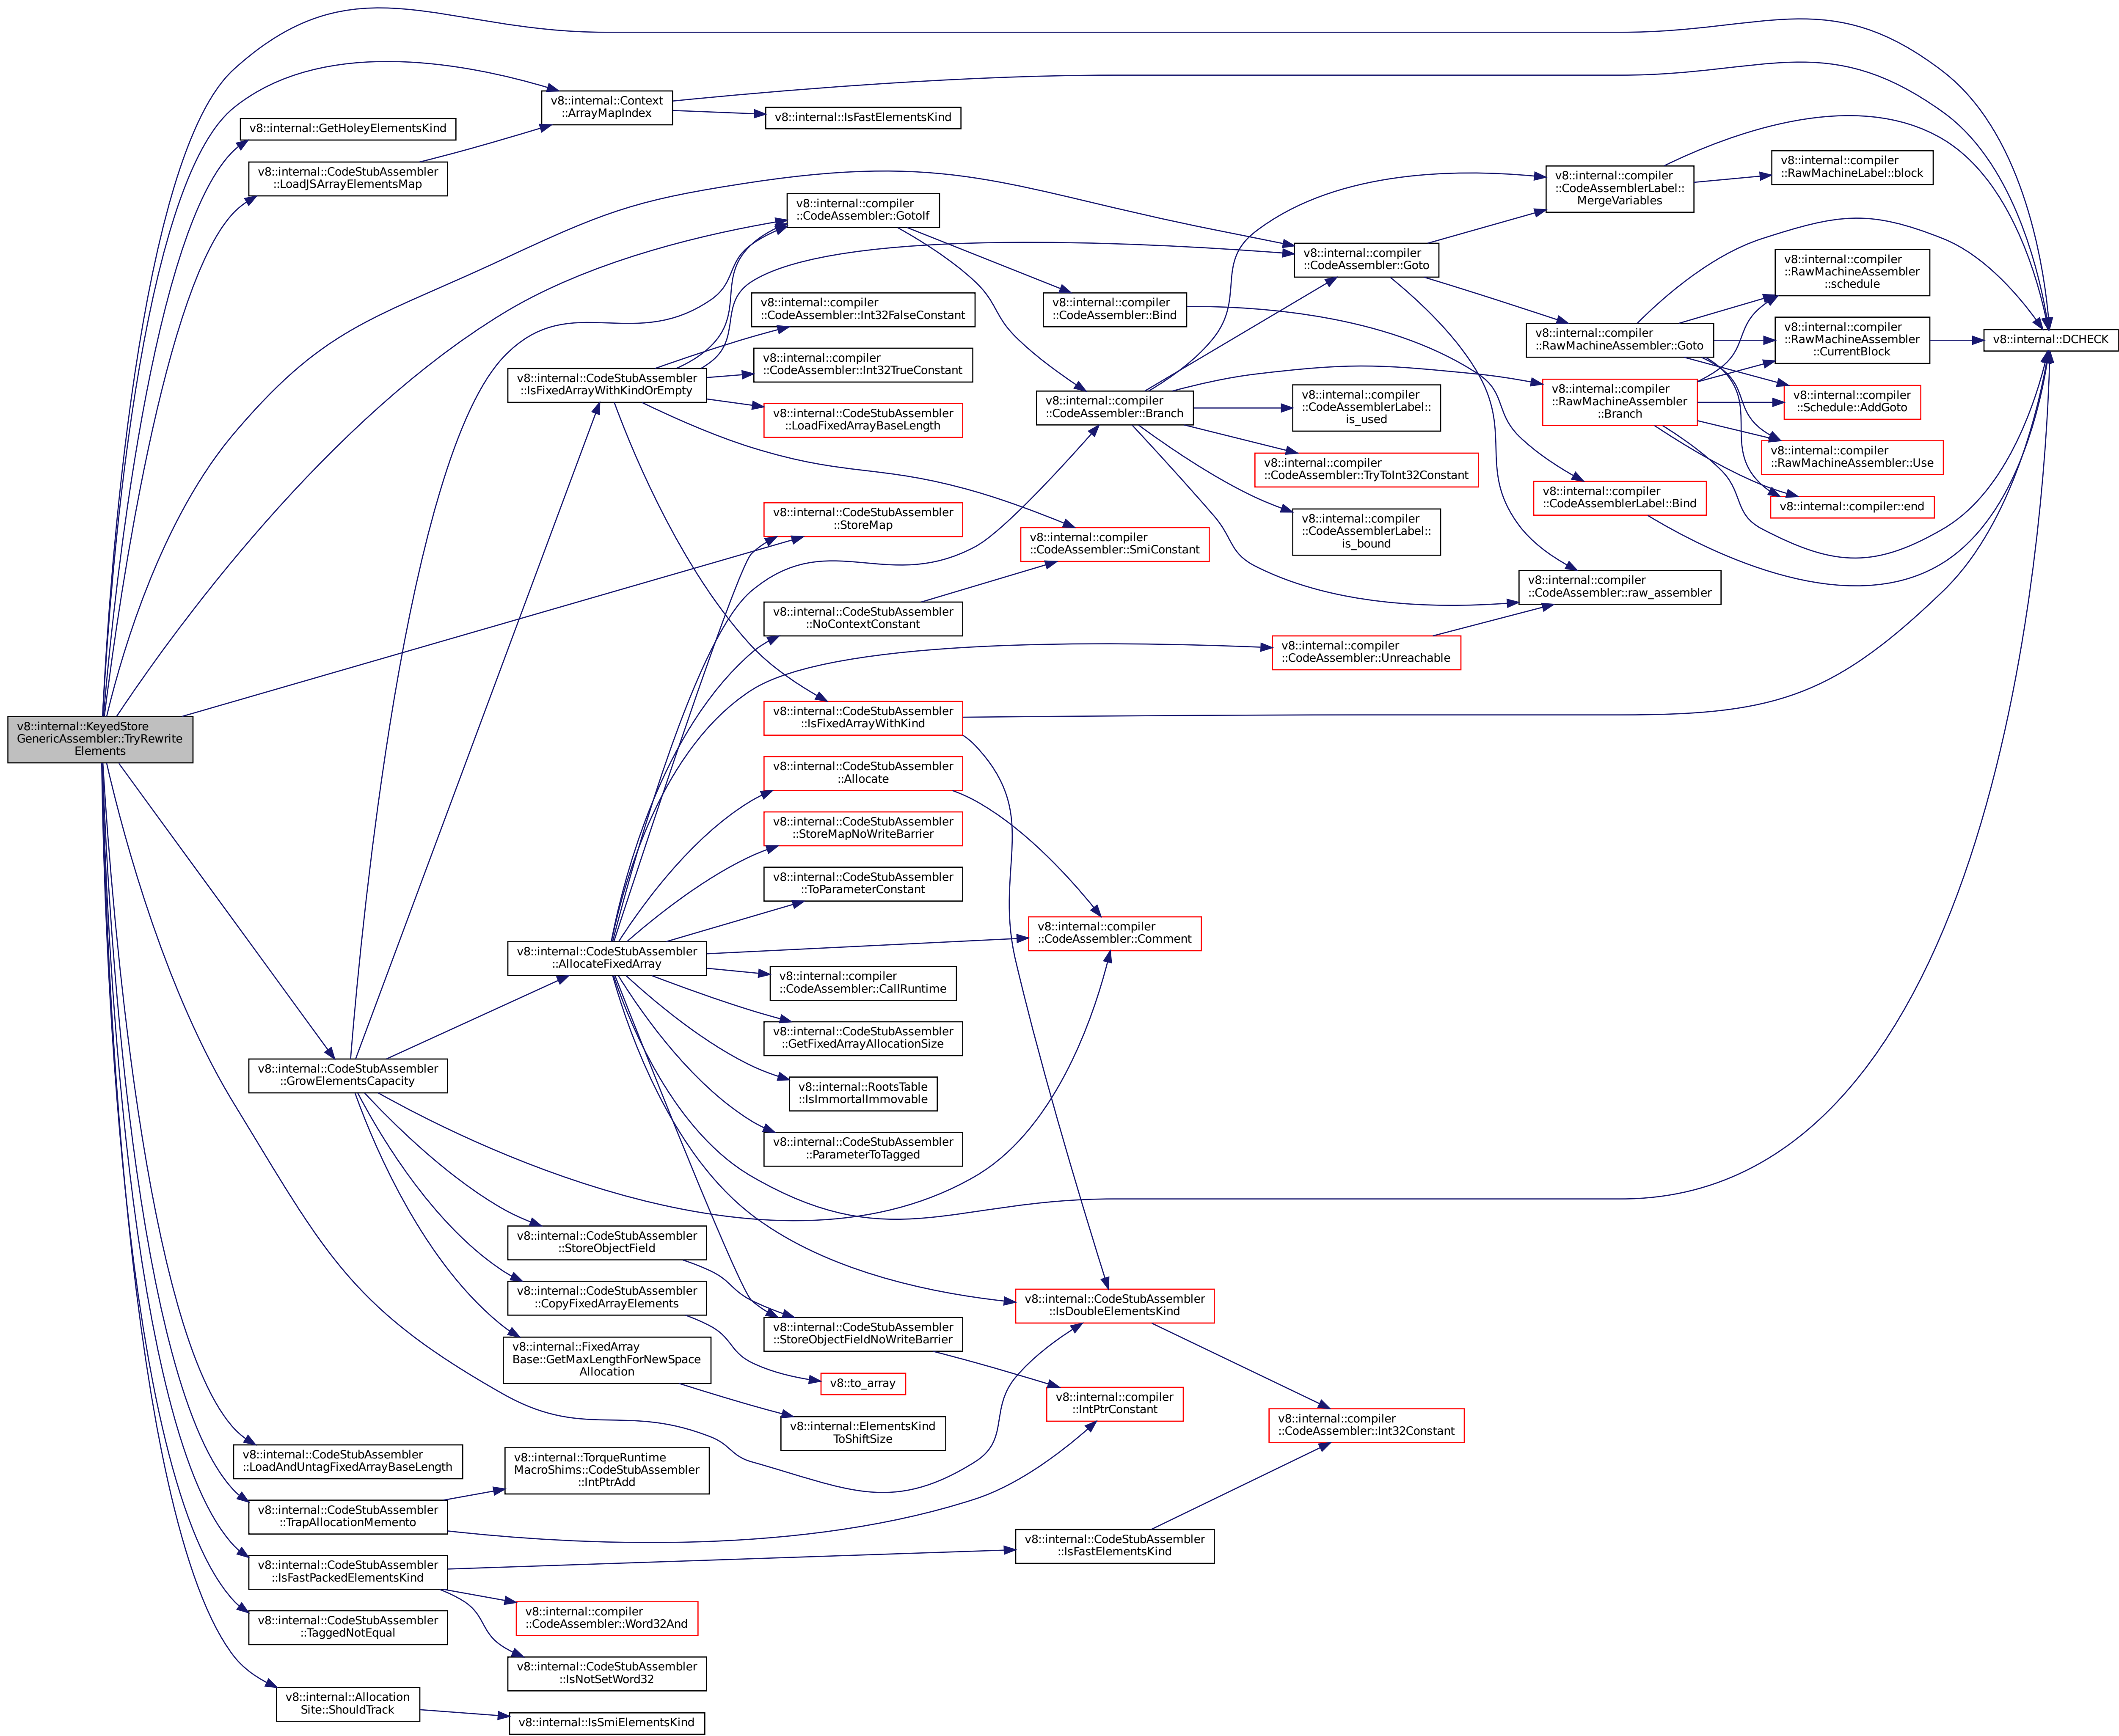 v8::internal::KeyedStore
GenericAssembler::TryRewrite
Elements
v8::internal::GetHoleyElementsKind
v8::internal::CodeStubAssembler
::LoadJSArrayElementsMap
v8::internal::CodeStubAssembler
::GrowElementsCapacity
v8::internal::CodeStubAssembler
::LoadAndUntagFixedArrayBaseLength
v8::internal::CodeStubAssembler
::TrapAllocationMemento
v8::internal::CodeStubAssembler
::IsFastPackedElementsKind
v8::internal::CodeStubAssembler
::TaggedNotEqual
v8::internal::Allocation
Site::ShouldTrack
v8::internal::Context
::ArrayMapIndex
v8::internal::CodeStubAssembler
::IsFixedArrayWithKindOrEmpty
v8::internal::CodeStubAssembler
::AllocateFixedArray
v8::internal::CodeStubAssembler
::StoreObjectField
v8::internal::CodeStubAssembler
::CopyFixedArrayElements
v8::internal::FixedArray
Base::GetMaxLengthForNewSpace
Allocation
v8::internal::TorqueRuntime
MacroShims::CodeStubAssembler
::IntPtrAdd
v8::internal::compiler
::CodeAssembler::Word32And
v8::internal::CodeStubAssembler
::IsNotSetWord32
v8::internal::IsSmiElementsKind
v8::internal::IsFastElementsKind
v8::internal::compiler
::CodeAssembler::GotoIf
v8::internal::compiler
::CodeAssembler::Int32FalseConstant
v8::internal::compiler
::CodeAssembler::Int32TrueConstant
v8::internal::CodeStubAssembler
::LoadFixedArrayBaseLength
v8::internal::CodeStubAssembler
::StoreMap
v8::internal::CodeStubAssembler
::NoContextConstant
v8::internal::CodeStubAssembler
::IsFixedArrayWithKind
v8::internal::CodeStubAssembler
::Allocate
v8::internal::CodeStubAssembler
::StoreMapNoWriteBarrier
v8::internal::CodeStubAssembler
::ToParameterConstant
v8::internal::compiler
::CodeAssembler::CallRuntime
v8::internal::CodeStubAssembler
::GetFixedArrayAllocationSize
v8::internal::RootsTable
::IsImmortalImmovable
v8::internal::CodeStubAssembler
::ParameterToTagged
v8::internal::CodeStubAssembler
::StoreObjectFieldNoWriteBarrier
v8::to_array
v8::internal::ElementsKind
ToShiftSize
v8::internal::compiler
::CodeAssembler::Bind
v8::internal::compiler
::CodeAssembler::Branch
v8::internal::compiler
::CodeAssembler::SmiConstant
v8::internal::compiler
::CodeAssembler::Comment
v8::internal::CodeStubAssembler
::IsDoubleElementsKind
v8::internal::compiler
::IntPtrConstant
v8::internal::CodeStubAssembler
::IsFastElementsKind
v8::internal::compiler
::CodeAssembler::Goto
v8::internal::compiler
::CodeAssemblerLabel::
is_used
v8::internal::compiler
::CodeAssembler::TryToInt32Constant
v8::internal::compiler
::CodeAssemblerLabel::
is_bound
v8::internal::compiler
::CodeAssembler::Unreachable
v8::internal::compiler
::CodeAssembler::Int32Constant
v8::internal::compiler
::CodeAssemblerLabel::
MergeVariables
v8::internal::compiler
::RawMachineAssembler::Goto
v8::internal::compiler
::RawMachineAssembler
::Branch
v8::internal::compiler
::CodeAssemblerLabel::Bind
v8::internal::compiler
::CodeAssembler::raw_assembler
v8::internal::compiler
::RawMachineLabel::block
v8::internal::compiler
::RawMachineAssembler
::schedule
v8::internal::compiler
::RawMachineAssembler
::CurrentBlock
v8::internal::compiler
::Schedule::AddGoto
v8::internal::compiler
::RawMachineAssembler::Use
v8::internal::compiler::end
v8::internal::DCHECK